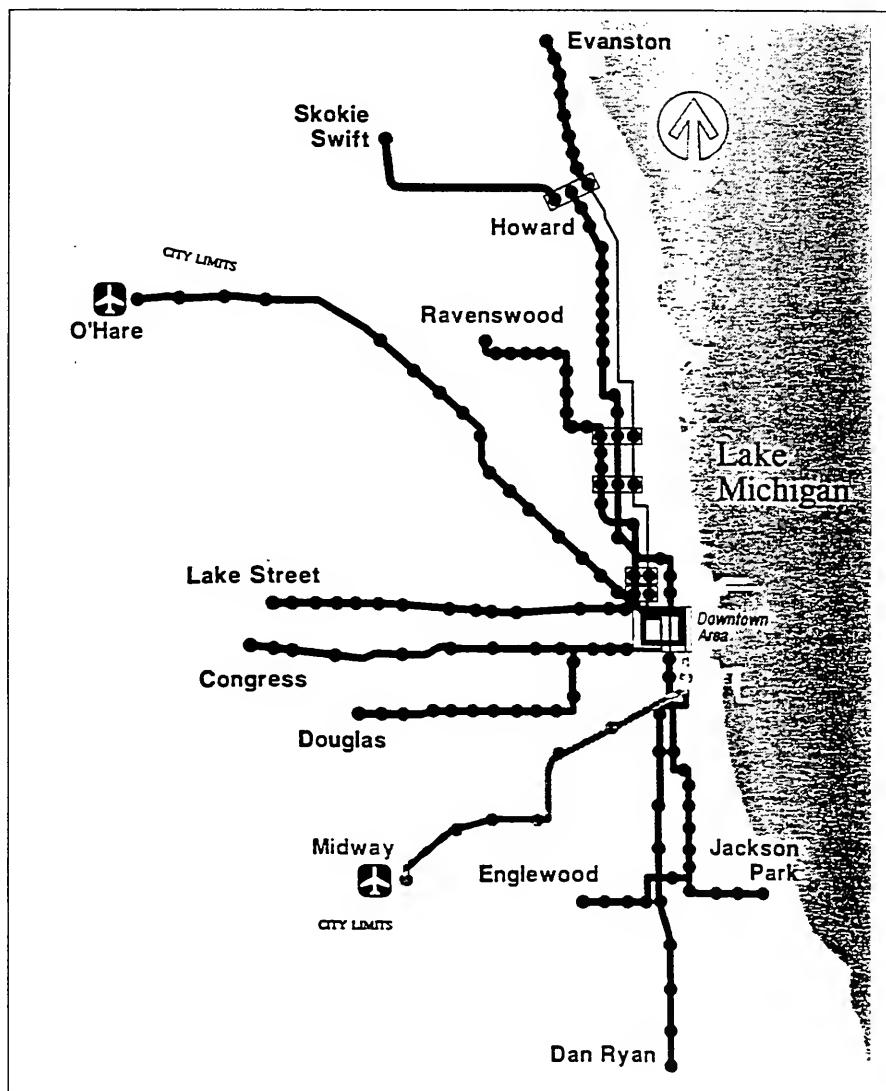 Evanston
Skokie
Swift
Howard
CITY LIMITS
O'Hare
Ravenswood
Lake
Michigan
Lake Street
Downtown
Area
Congress
Douglas
Midway
Englewood
Jackson
Park
CITY LIMITS
Dan Ryan